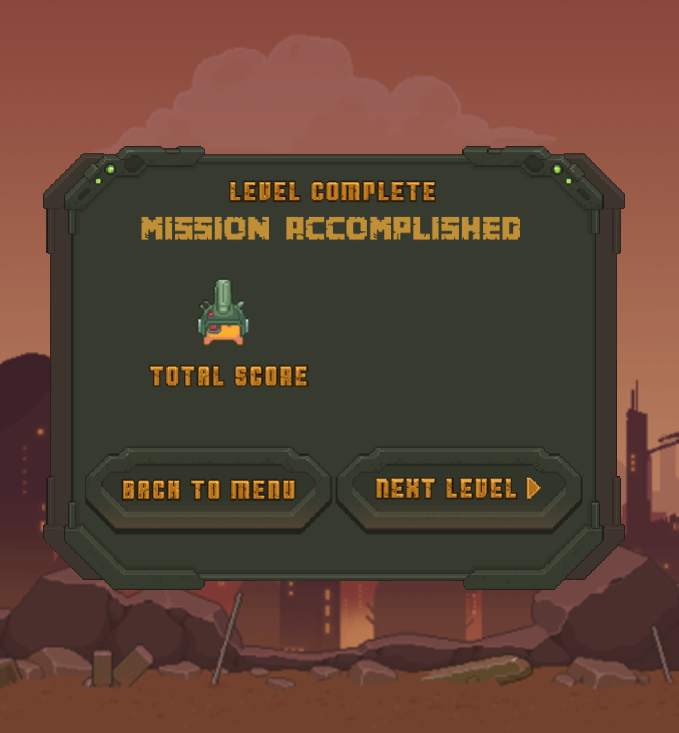 LEVEL COMPLETE
MISSION ACCOMPLISHED
TOTAL SCORE
BACK TO MENU
NEXT LEVEL